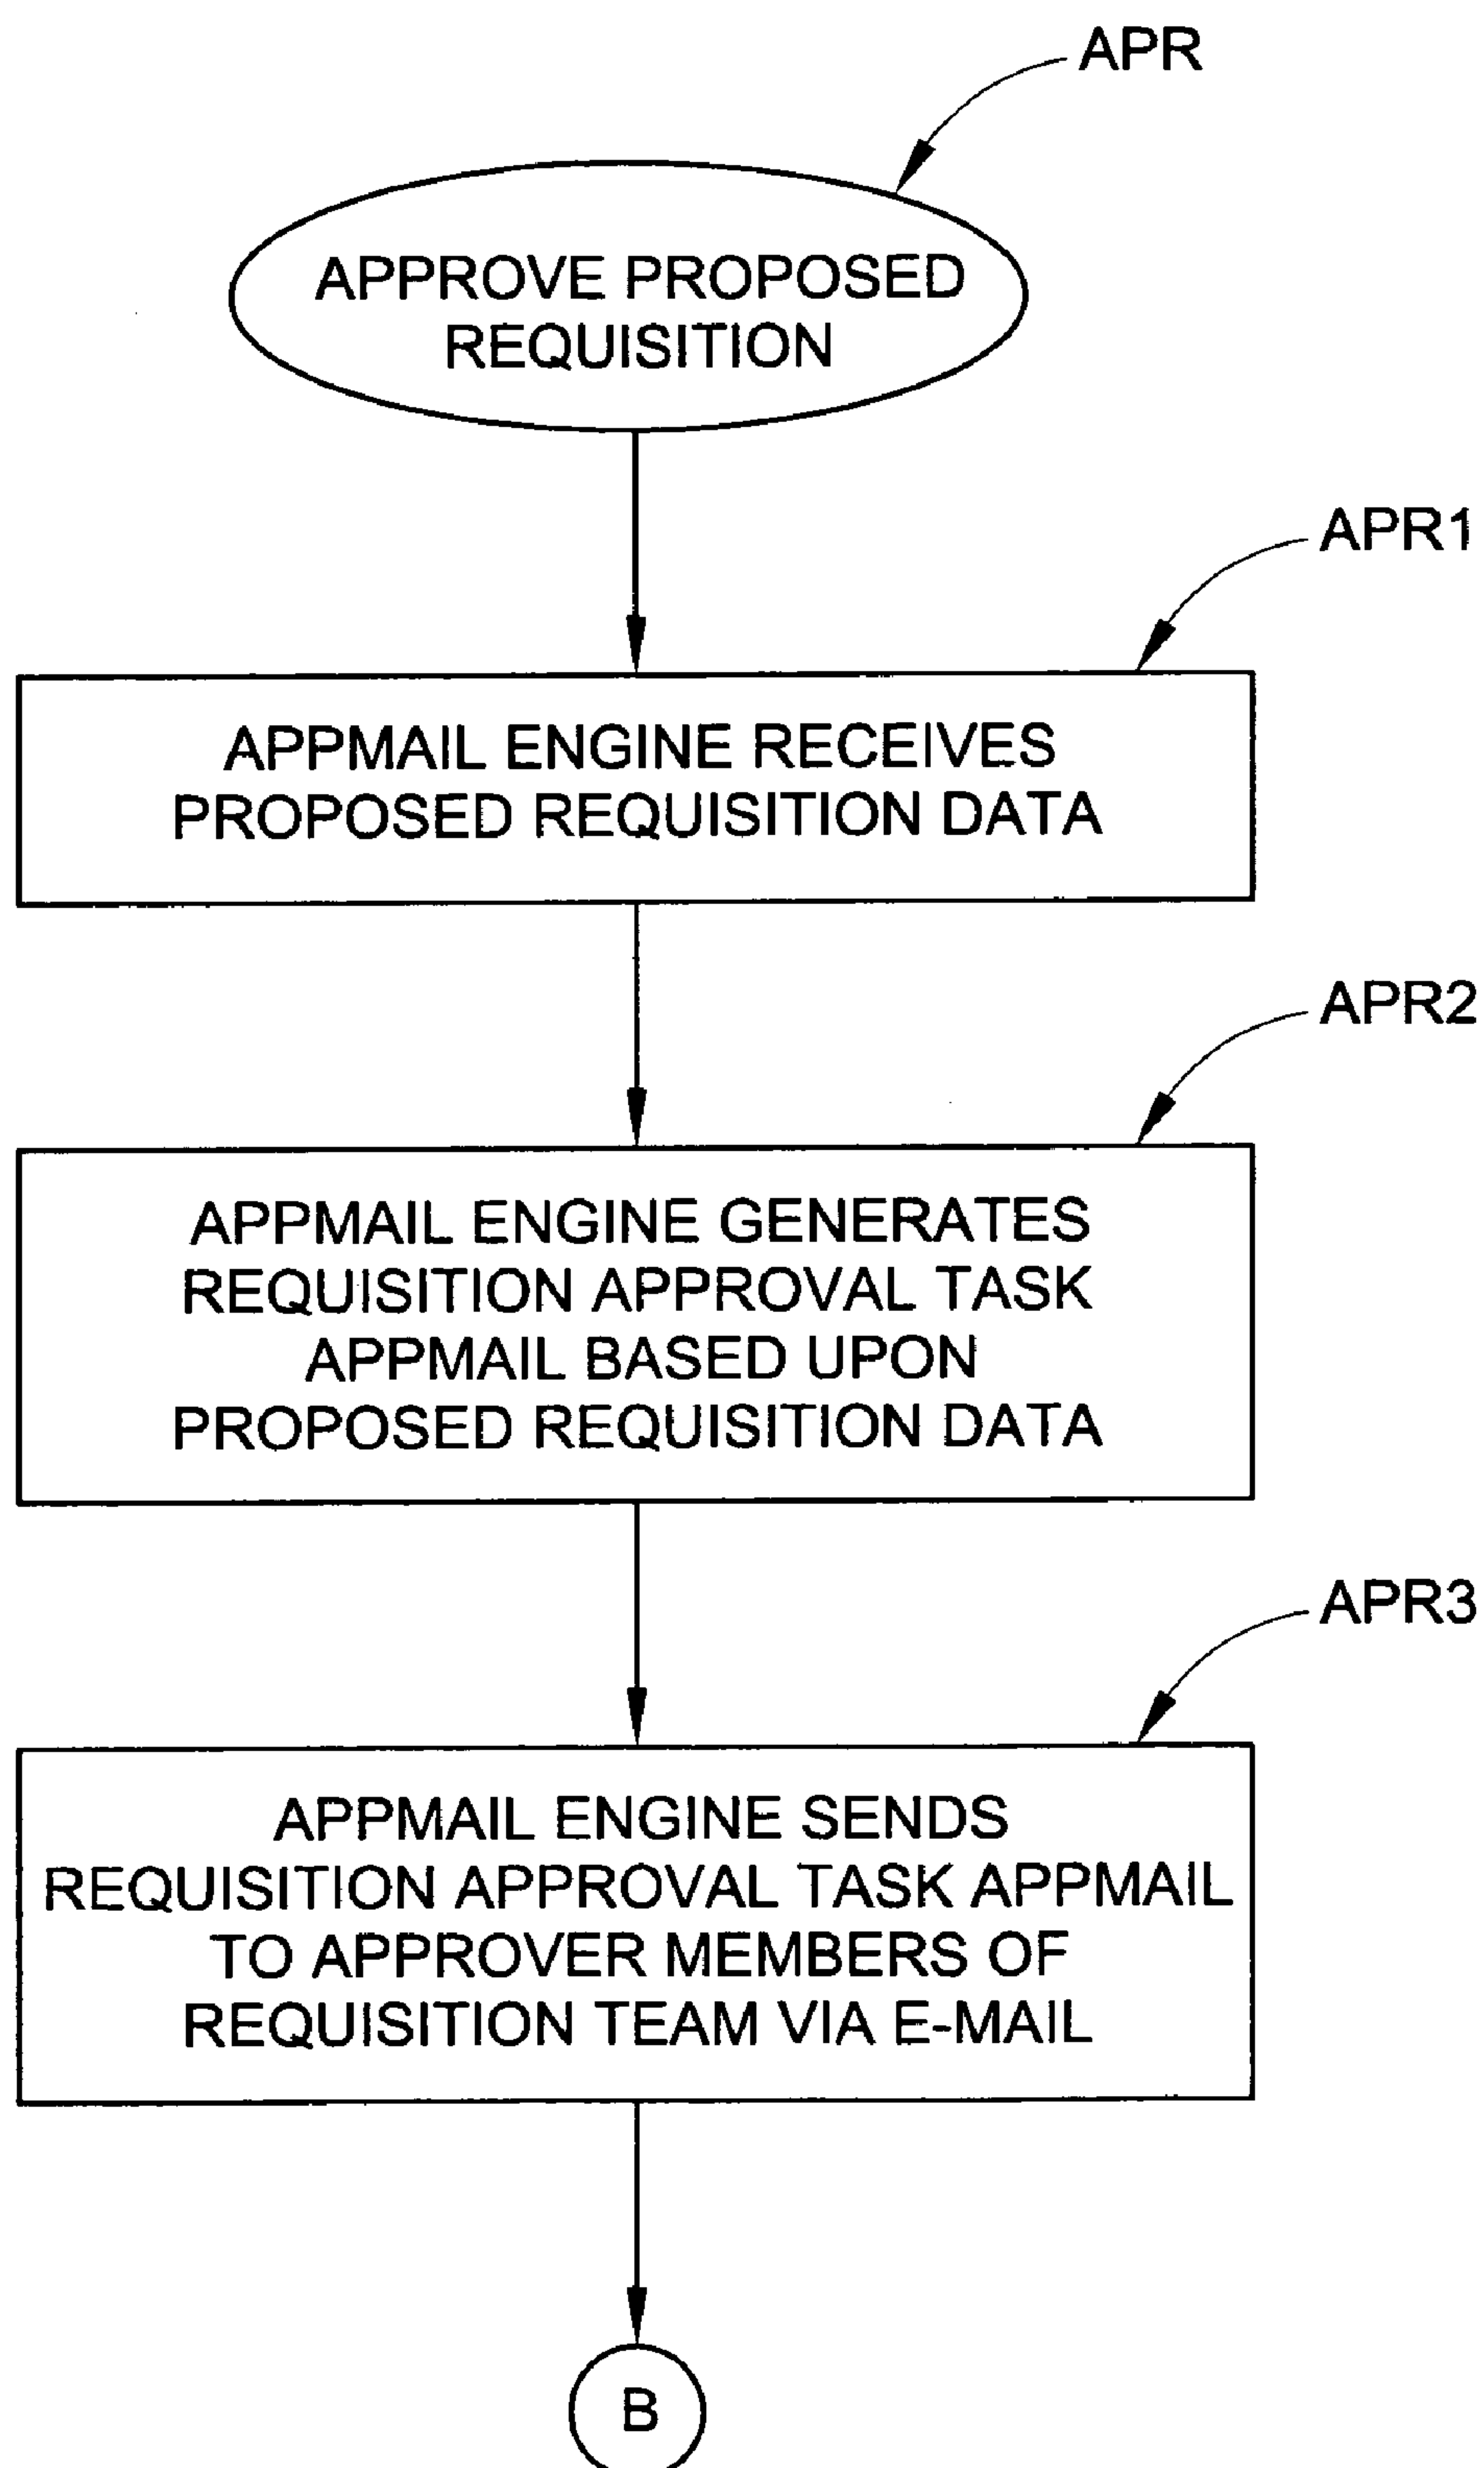 APR
APPROVE PROPOSED
REQUISITION
APR1
APPMAIL ENGINE RECEIVES
PROPOSED REQUISITION DATA
APR2
APPMAIL ENGINE GENERATES
REQUISITION APPROVAL TASK
APPMAIL BASED UPON
PROPOSED REQUISITION DATA
APR3
APPMAIL ENGINE SENDS
REQUISITION APPROVAL TASK APPMAIL
TO APPROVER MEMBERS OF
REQUISITION TEAM VIA E-MAIL
B